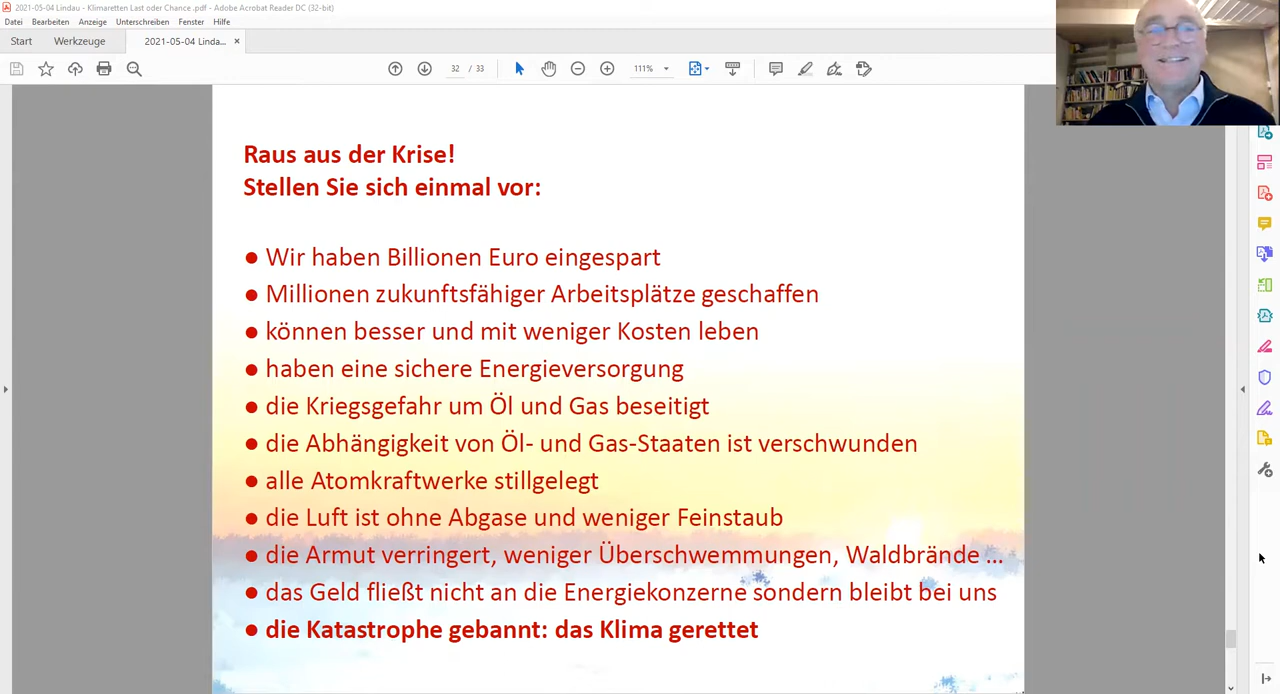 2021-05-04 Lindau - Klimaretten Last oder Chance .pdf - Adobe Acrobat Reader DC (32-bit)
Datei Bearbeiten Anzeige Unterschreiben Fenster Hilfe
Start Werkzeuge 2021-05-04 Linda... ×
32 / 33 111%
Raus aus der Krise!
Stellen Sie sich einmal vor:
● Wir haben Billionen Euro eingespart
● Millionen zukunftsfähiger Arbeitsplätze geschaffen
● können besser und mit weniger Kosten leben
● haben eine sichere Energieversorgung
● die Kriegsgefahr um Öl und Gas beseitigt
● die Abhängigkeit von Öl- und Gas-Staaten ist verschwunden
● alle Atomkraftwerke stillgelegt
● die Luft ist ohne Abgase und weniger Feinstaub
● die Armut verringert, weniger Überschwemmungen, Waldbrände ...
● das Geld fließt nicht an die Energiekonzerne sondern bleibt bei uns
● die Katastrophe gebannt: das Klima gerettet